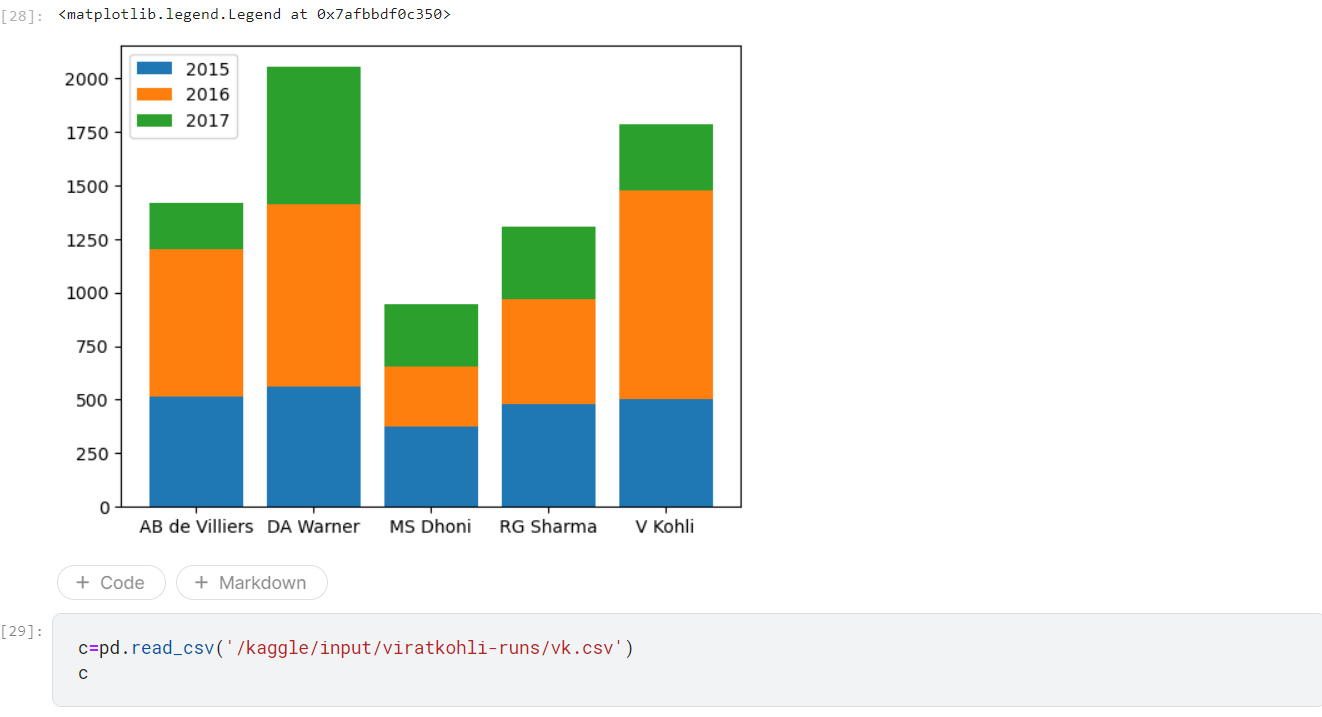 [28]: <matplotlib.legend.Legend at 0x7afbbdf0c350>
2015
2016
2017
2000
1750
1500
1250
1000
750
500
250
0
AB de Villiers DA Warner MS Dhoni RG Sharma V Kohli
+ Code + Markdown
[29]:
c=pd.read_csv('/kaggle/input/viratkohli-runs/vk.csv')
c